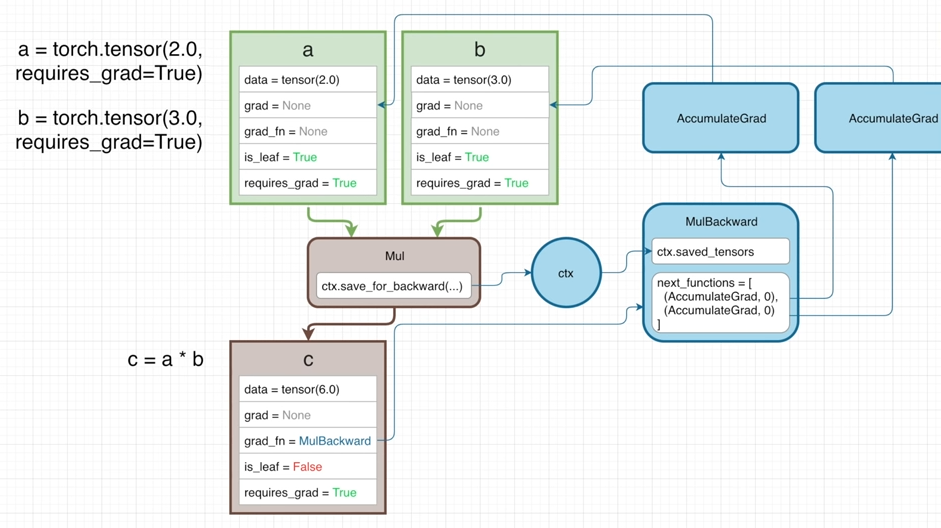 a = torch.tensor(2.0,
requires_grad=True)
b = torch.tensor(3.0,
requires_grad=True)
a
data = tensor(2.0)
grad = None
grad_fn = None
is_leaf = True
requires_grad = True
b
data = tensor(3.0)
grad = None
grad_fn = None
is_leaf = True
requires_grad = True
AccumulateGrad
AccumulateGrad
Mul
ctx.save_for_backward(...)
ctx
MulBackward
ctx.saved_tensors
next_functions = [
(AccumulateGrad, 0),
(AccumulateGrad, 0)
]
c = a * b
c
data = tensor(6.0)
grad = None
grad_fn = MulBackward
is_leaf = False
requires_grad = True